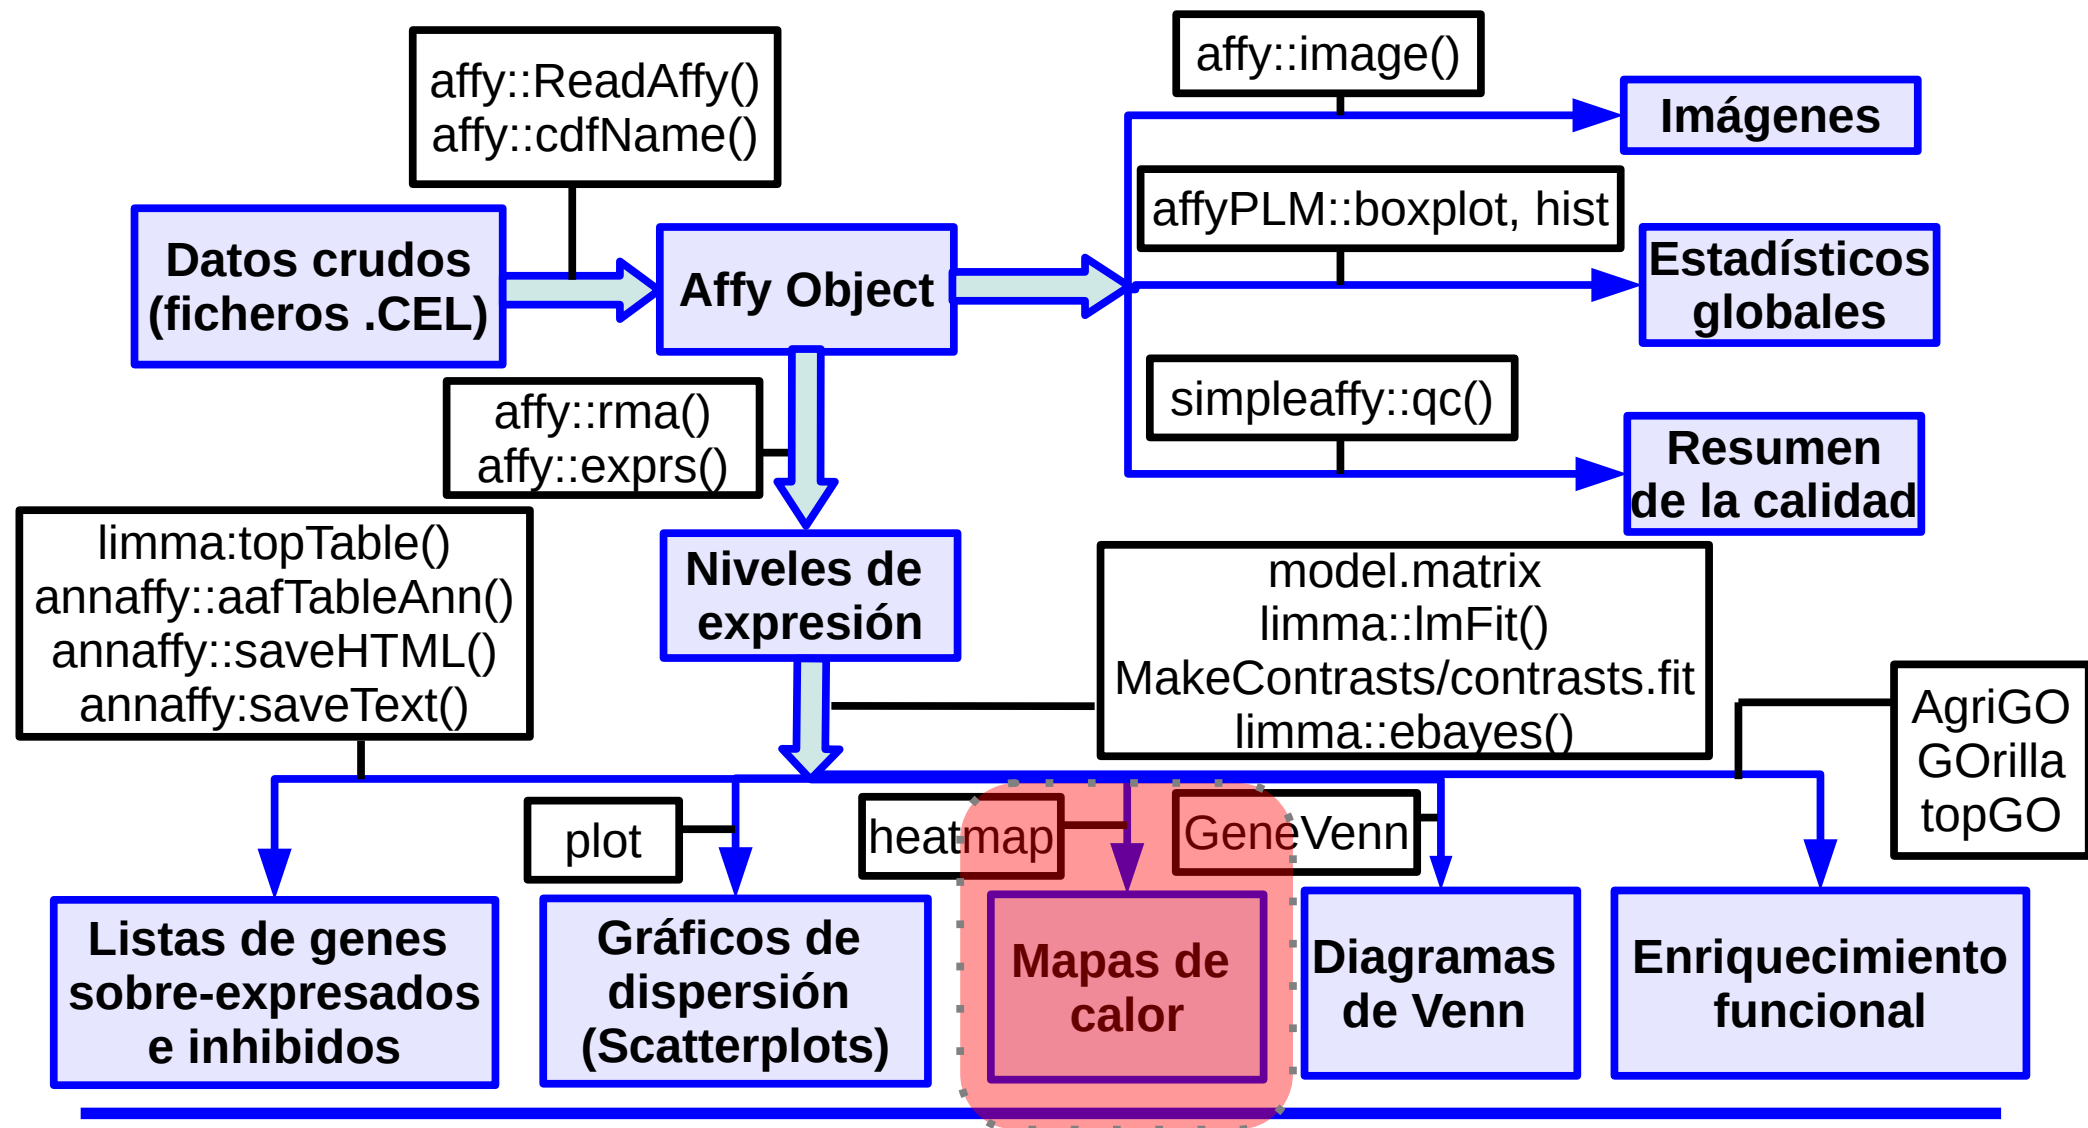 affy::ReadAffy()
affy::cdfName()
affy::image()
Imágenes
affyPLM::boxplot, hist
Datos crudos
(ficheros .CEL)
Affy Object
Estadísticos
globales
affy::rma()
affy::exprs()
simpleaffy::qc()
Resumen
de la calidad
limma:topTable()
annaffy::aafTableAnn()
annaffy::saveHTML()
annaffy:saveText()
Niveles de
expresión
model.matrix
limma::lmFit()
MakeContrasts/contrasts.fit
limma::ebayes()
AgriGO
GOrilla
topGO
plot
heatmap
GeneVenn
Listas de genes
sobre-expresados
e inhibidos
Gráficos de
dispersión
(Scatterplots)
Mapas de
calor
Diagramas
de Venn
Enriquecimiento
funcional